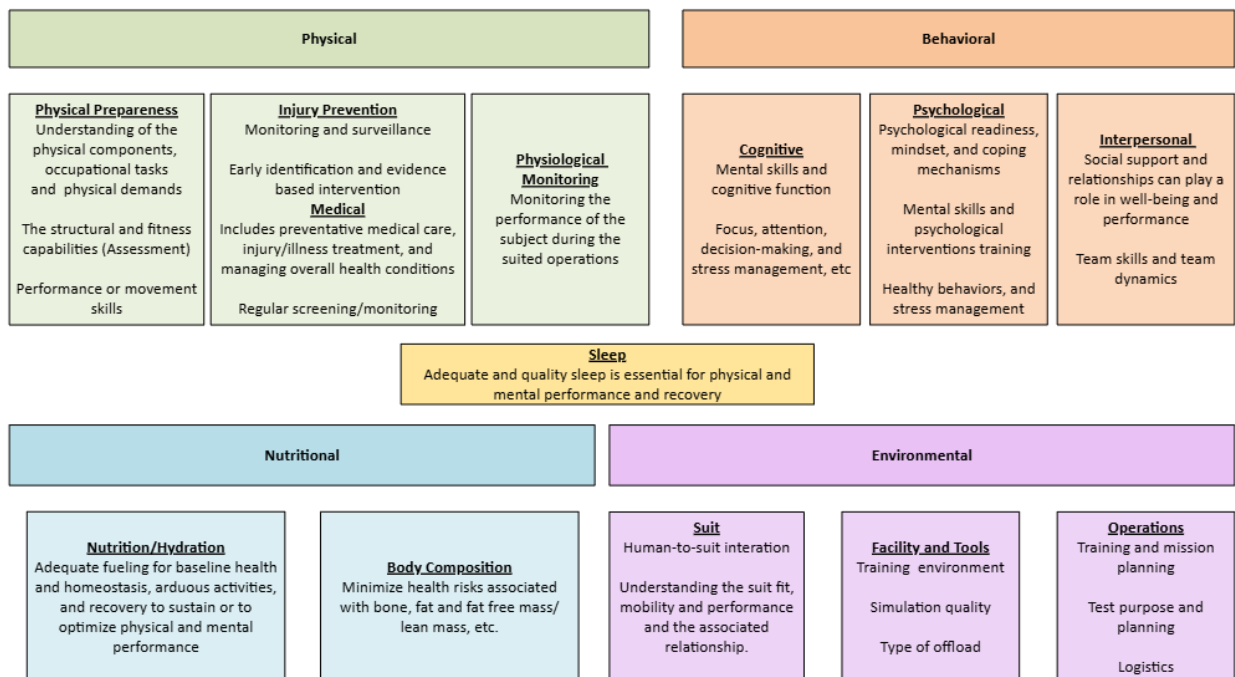 Physical
Behavioral
Physical Prepareness
Understanding of the
physical components,
occupational tasks
and physical demands
The structural and fitness
capabilities (Assessment)
Performance or movement
skills
Injury Prevention
Monitoring and surveillance
Early identification and evidence
based intervention
Medical
Includes preventative medical care,
injury/illness treatment, and
managing overall health conditions
Regular screening/monitoring
Physiological
Monitoring
Monitoring the
performance of the
subject during the
suited operations
Cognitive
Mental skills and
cognitive function
Focus, attention,
decision-making, and
stress management, etc
Psychological
Psychological readiness,
mindset, and coping
mechanisms
Mental skills and
psychological
interventions training
Healthy behaviors, and
stress management
Interpersonal
Social support and
relationships can play a
role in well-being and
performance
Team skills and team
dynamics
Sleep
Adequate and quality sleep is essential for physical and
mental performance and recovery
Nutritional
Environmental
Nutrition/Hydration
Adequate fueling for baseline health
and homeostasis, arduous activities,
and recovery to sustain or to
optimize physical and mental
performance
Body Composition
Minimize health risks associated
with bone, fat and fat free mass/
lean mass, etc.
Suit
Human-to-suit interation
Understanding the suit fit,
mobility and performance
and the associated
relationship.
Facility and Tools
Training environment
Simulation quality
Type of offload
Operations
Training and mission
planning
Test purpose and
planning
Logistics